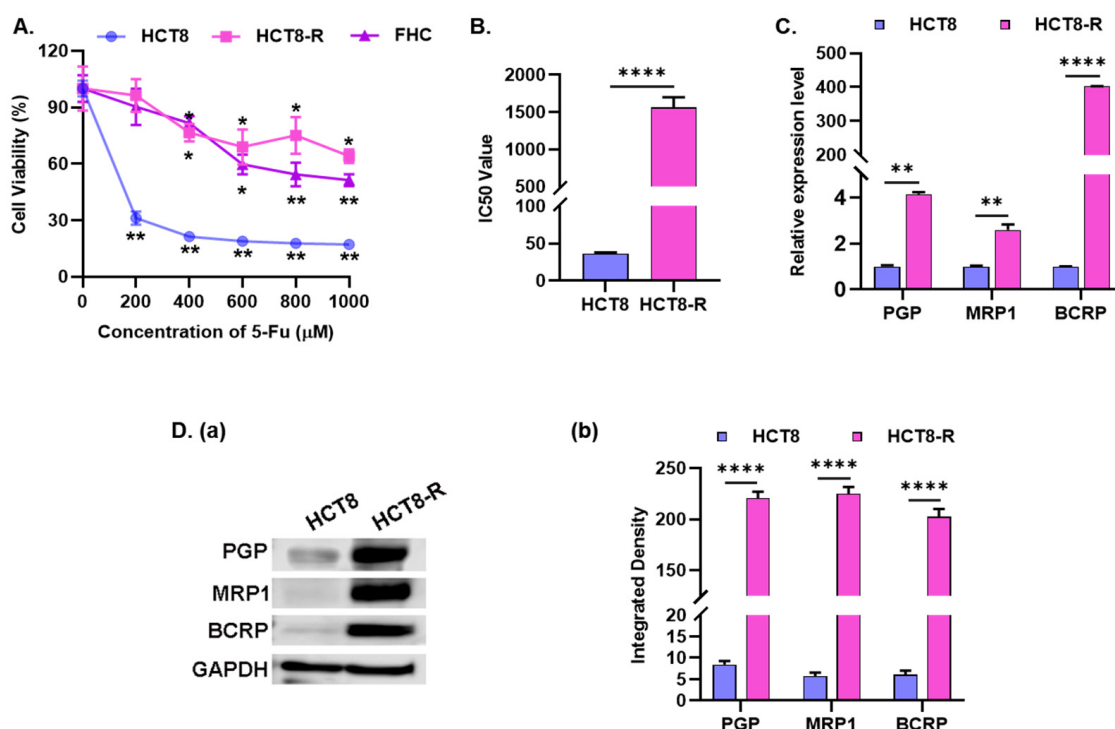 A.
HCT8 HCT8-R FHC
120
90
60
30
0
Cell Viability (%)
* * * *
* * ** **
** ** ** ** **
0 200 400 600 800 1000
Concentration of 5-Fu (µM)
B.
****
2000
1500
1000
500
100
50
0
IC50 Value
HCT8 HCT8-R
C.
HCT8 HCT8-R
500
400
300
200
100
4
2
0
Relative expression level
** ** ****
PGP MRP1 BCRP
D. (a)
HCT8 HCT8-R
PGP
MRP1
BCRP
GAPDH
(b)
HCT8 HCT8-R
250
200
150
20
15
10
5
0
Integrated Density
**** **** ****
PGP MRP1 BCRP